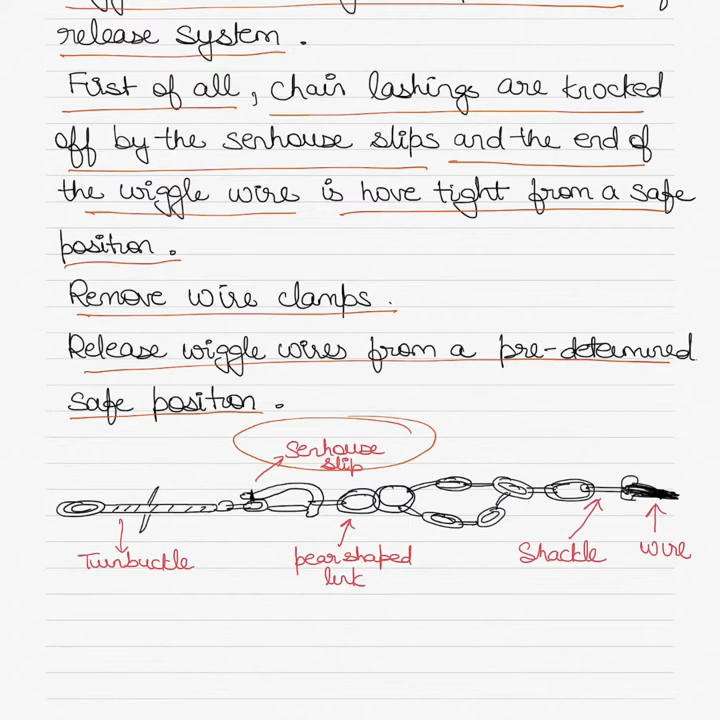 release system.
First of all, chain lashings are knocked
off by the senhouse slips and the end of
the wiggle wire is hove tight from a safe
position.
Remove wire clamps.
Release wiggle wires from a pre-determined
safe position.
Senhouse
slip
Turnbuckle
pear shaped
link
Shackle
wire